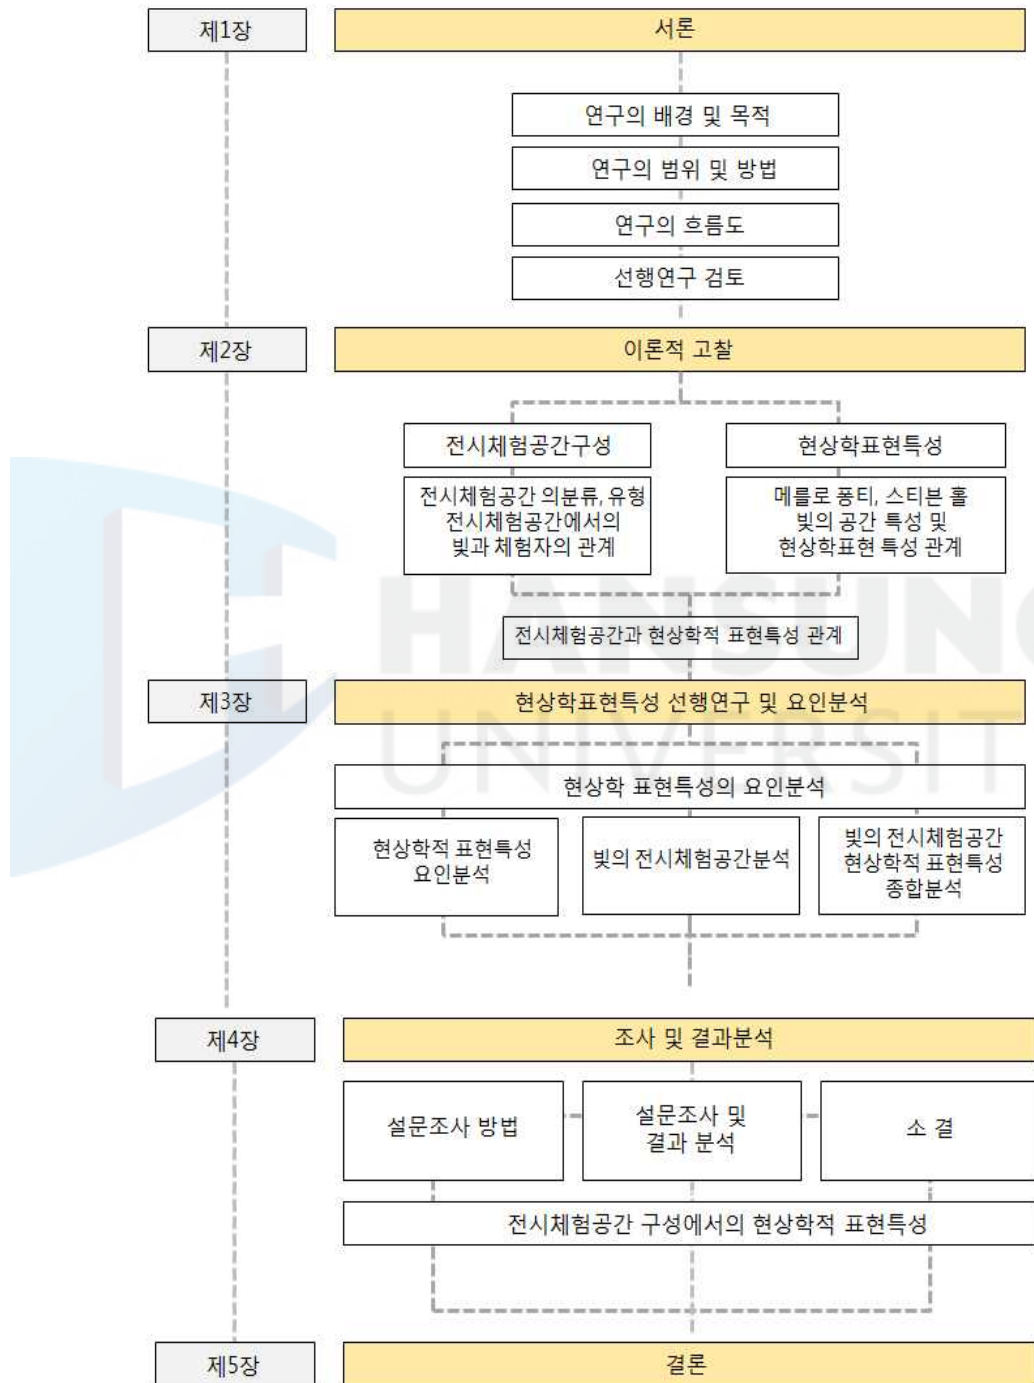 제1장
서론
연구의 배경 및 목적
연구의 범위 및 방법
연구의 흐름도
선행연구 검토
제2장
이론적 고찰
전시체험공간구성
현상학표현특성
전시체험공간 의분류, 유형
전시체험공간에서의
빛과 체험자의 관계
메를로 퐁티, 스티븐 홀
빛의 공간 특성 및
현상학표현 특성 관계
전시체험공간과 현상학적 표현특성 관계
제3장
현상학표현특성 선행연구 및 요인분석
현상학 표현특성의 요인분석
현상학적 표현특성
요인분석
빛의 전시체험공간분석
빛의 전시체험공간
현상학적 표현특성
종합분석
제4장
조사 및 결과분석
설문조사 방법
설문조사 및
결과 분석
소 결
전시체험공간 구성에서의 현상학적 표현특성
제5장
결론
HANSUNG
UNIVERSIT